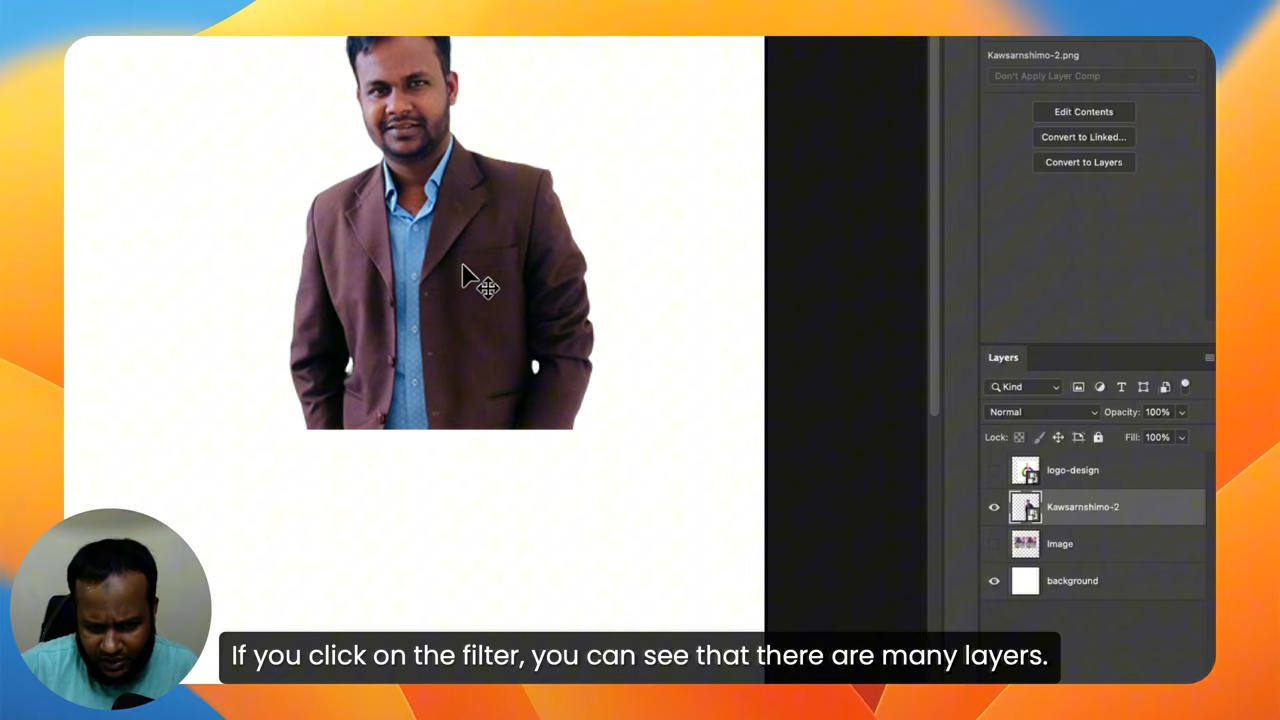 Kawsarnshimo-2.png
Don't Apply Layer Comp
Edit Contents
Convert to Linked...
Convert to Layers
Layers
Kind
T
Normal Opacity: 100%
Lock: Fill: 100%
logo-design
Kawsarnshimo-2
Image
background
If you click on the filter, you can see that there are many layers.